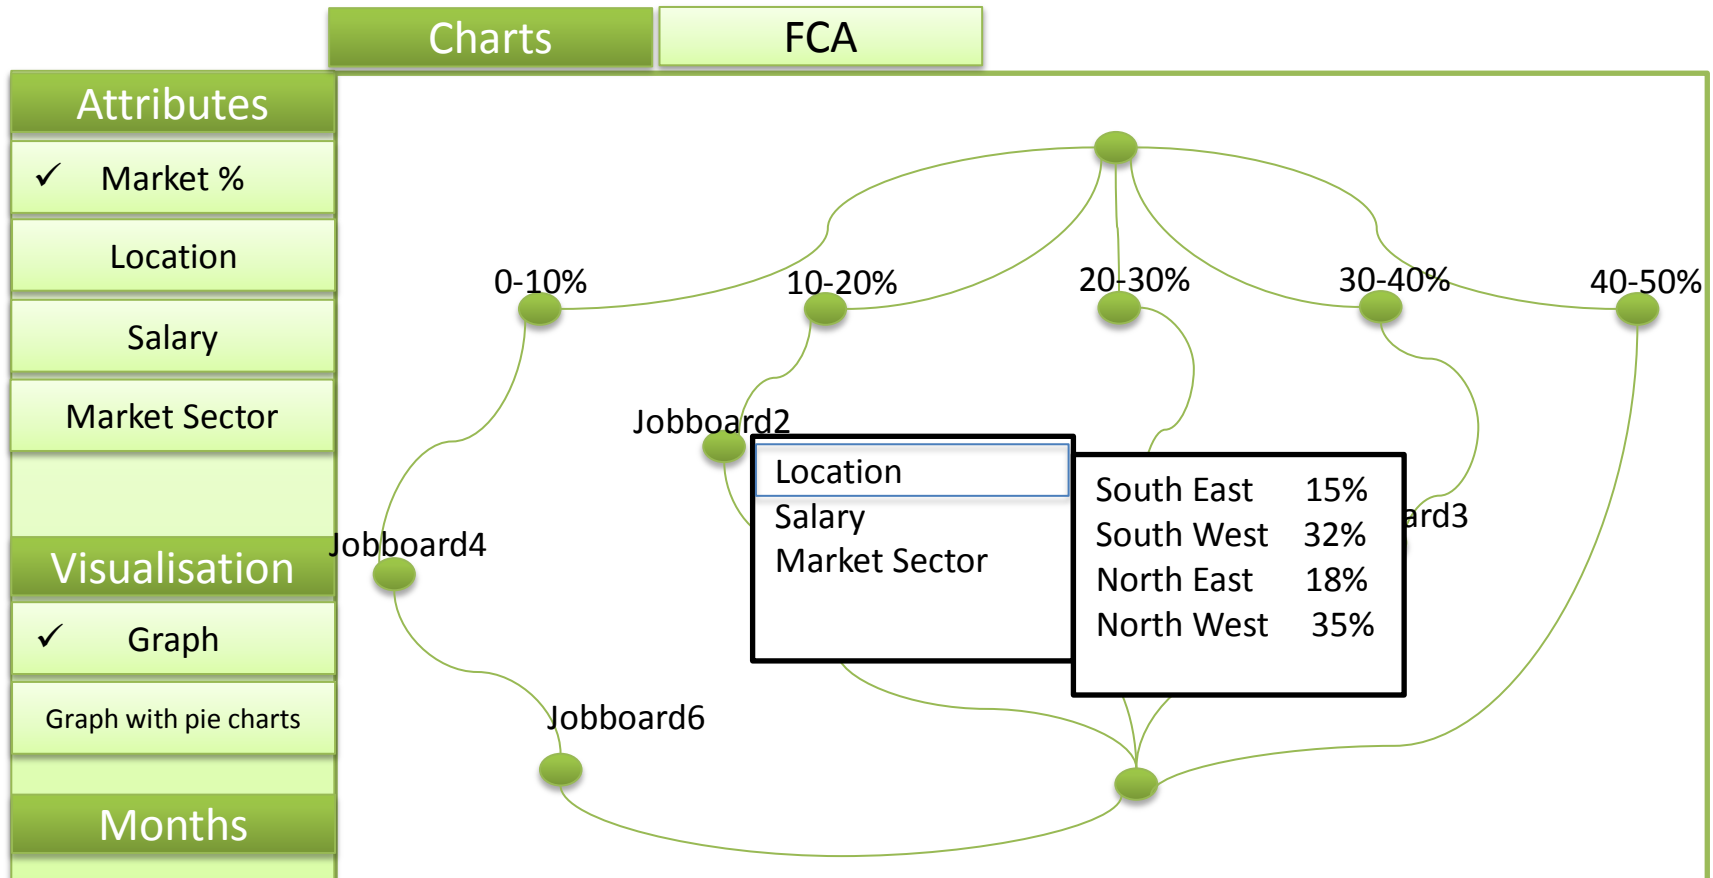 Charts
FCA
Attributes
✓ Market %
Location
Salary
Market Sector
Visualisation
✓ Graph
Graph with pie charts
Months
0-10%
10-20%
20-30%
30-40%
40-50%
Jobboard2
Jobboard4
Jobboard6
ard3
Location
Salary
Market Sector
South East 15%
South West 32%
North East 18%
North West 35%